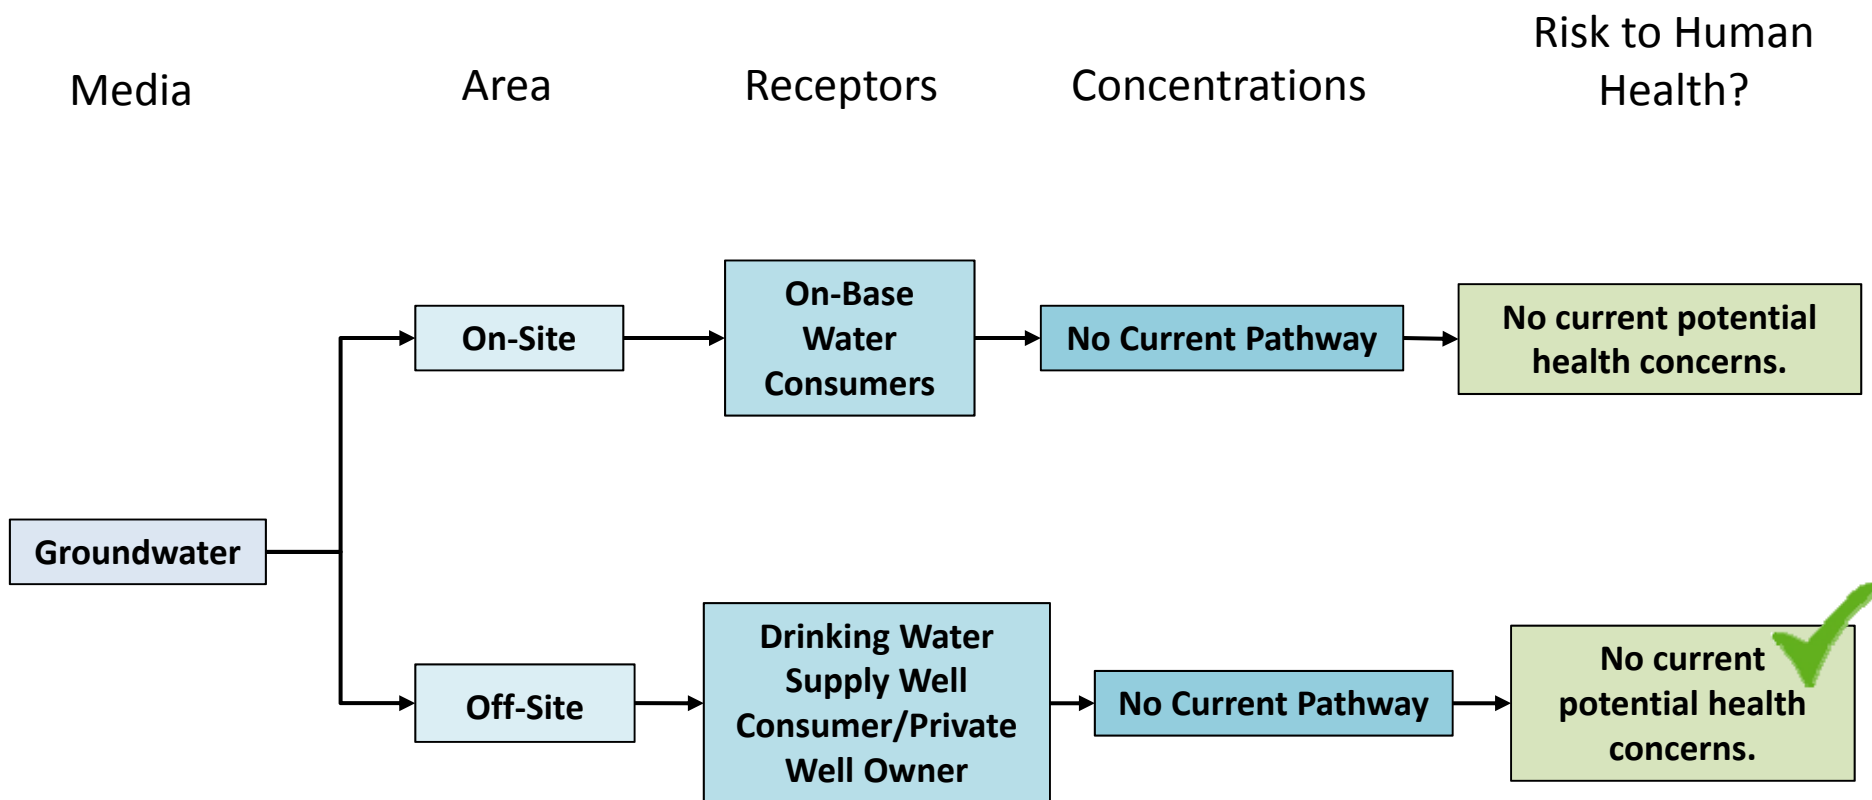 Media
Area
Receptors
Concentrations
Risk to Human
Health?
On-Site
On-Base
Water
Consumers
No Current Pathway
No current potential
health concerns.
Groundwater
Off-Site
Drinking Water
Supply Well
Consumer/Private
Well Owner
No Current Pathway
No current
potential health
concerns.